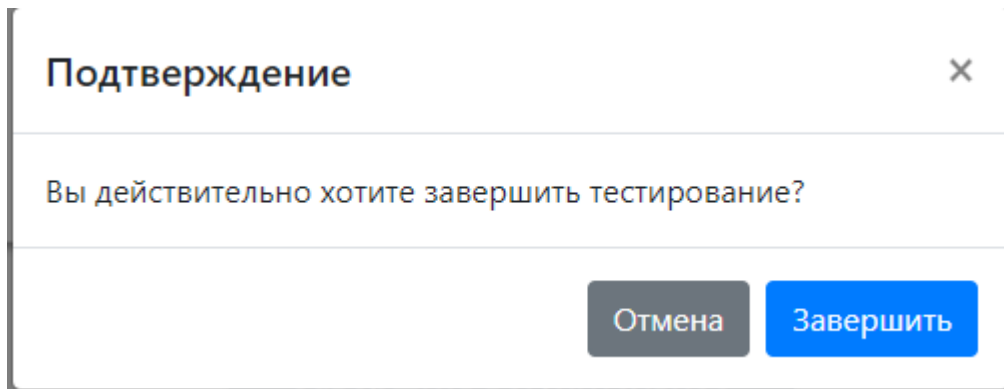 Подтверждение
Вы действительно хотите завершить тестирование?
Отмена Завершить